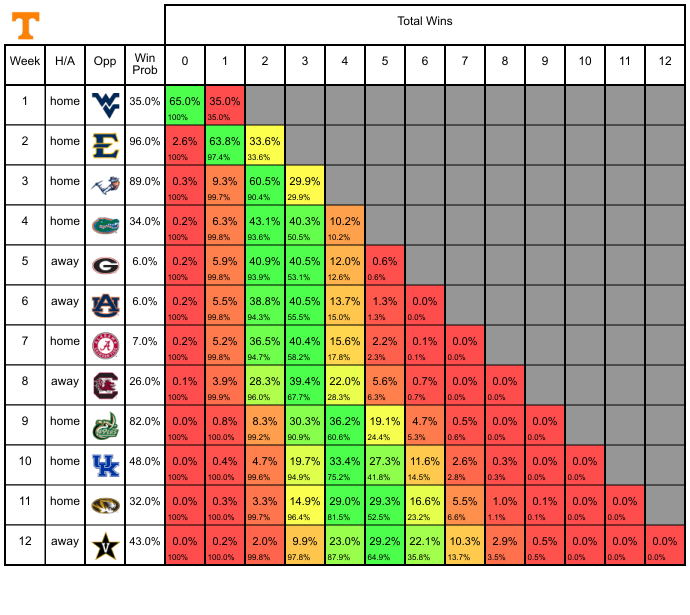 T
Total Wins
Week H/A Opp Win Prob 0 1 2 3 4 5 6 7 8 9 10 11 12
1 home WV 35.0% 65.0% 35.0%
100% 35.0%
2 home E 96.0% 2.6% 63.8% 33.6%
100% 97.4% 33.6%
3 home 89.0% 0.3% 9.3% 60.5% 29.9%
100% 99.7% 90.4% 29.9%
4 home 34.0% 0.2% 6.3% 43.1% 40.3% 10.2%
100% 99.8% 93.6% 50.5% 10.2%
5 away G 6.0% 0.2% 5.9% 40.9% 40.5% 12.0% 0.6%
100% 99.8% 93.9% 53.1% 12.6% 0.6%
6 away AU 6.0% 0.2% 5.5% 38.8% 40.5% 13.7% 1.3% 0.0%
100% 99.8% 94.3% 55.5% 15.0% 1.3% 0.0%
7 home A 7.0% 0.2% 5.2% 36.5% 40.4% 15.6% 2.2% 0.1% 0.0%
100% 99.8% 94.7% 58.2% 17.8% 2.3% 0.1% 0.0%
8 away C 26.0% 0.1% 3.9% 28.3% 39.4% 22.0% 5.6% 0.7% 0.0% 0.0%
100% 99.9% 96.0% 67.7% 28.3% 6.3% 0.7% 0.0% 0.0%
9 home C 82.0% 0.0% 0.8% 8.3% 30.3% 36.2% 19.1% 4.7% 0.5% 0.0% 0.0%
100% 100.0% 99.2% 90.9% 60.6% 24.4% 5.3% 0.6% 0.0% 0.0%
10 home UK 48.0% 0.0% 0.4% 4.7% 19.7% 33.4% 27.3% 11.6% 2.6% 0.3% 0.0% 0.0%
100% 100.0% 99.6% 94.9% 75.2% 41.8% 14.5% 2.8% 0.3% 0.0% 0.0%
11 home 32.0% 0.0% 0.3% 3.3% 14.9% 29.0% 29.3% 16.6% 5.5% 1.0% 0.1% 0.0% 0.0%
100% 100.0% 99.7% 96.4% 81.5% 52.5% 23.2% 6.6% 1.1% 0.1% 0.0% 0.0%
12 away V 43.0% 0.0% 0.2% 2.0% 9.9% 23.0% 29.2% 22.1% 10.3% 2.9% 0.5% 0.0% 0.0% 0.0%
100% 100.0% 99.8% 97.8% 87.9% 64.9% 35.8% 13.7% 3.5% 0.5% 0.0% 0.0% 0.0%